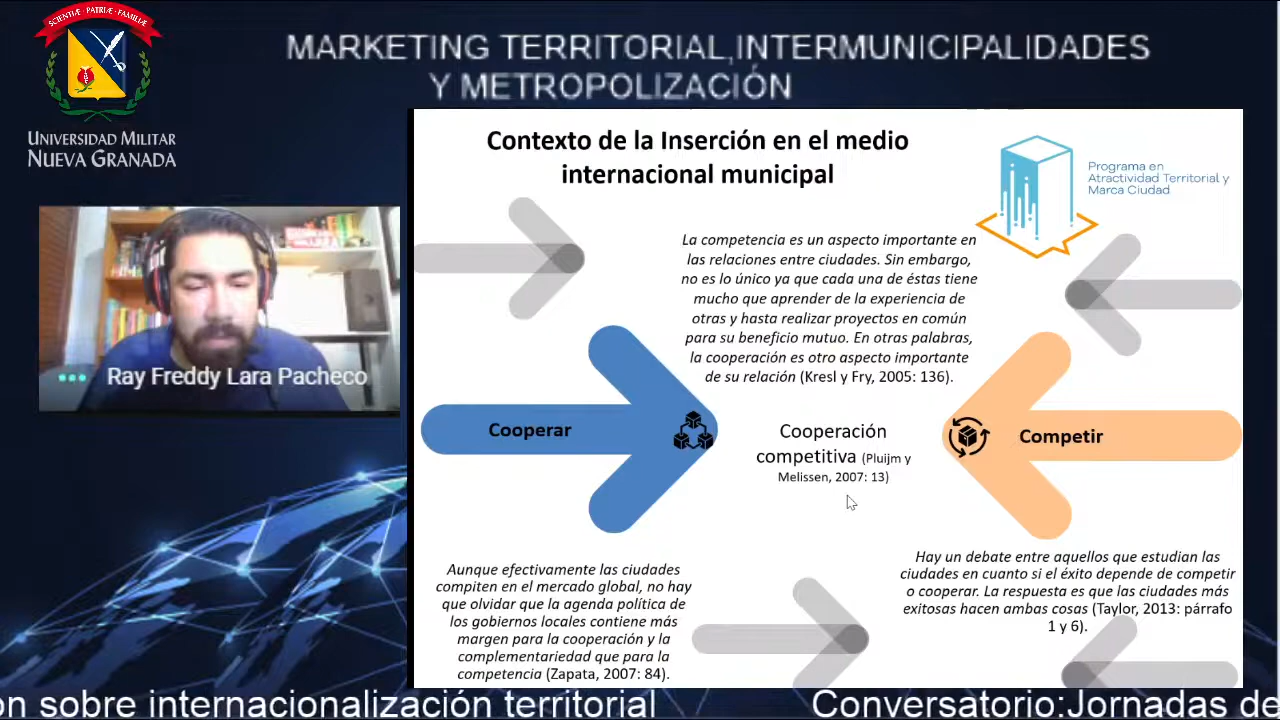 SCIENTIÆ · PATRIÆ · FAMILIÆ
UNIVERSIDAD MILITAR
NUEVA GRANADA
MARKETING TERRITORIAL,INTERMUNICIPALIDADES
Y METROPOLIZACIÓN
Contexto de la Inserción en el medio
internacional municipal
Programa en
Atractividad Territorial y
Marca Ciudad
La competencia es un aspecto importante en
las relaciones entre ciudades. Sin embargo,
no es lo único ya que cada una de éstas tiene
mucho que aprender de la experiencia de
otras y hasta realizar proyectos en común
para su beneficio mutuo. En otras palabras,
la cooperación es otro aspecto importante
de su relación (Kresl y Fry, 2005: 136).
Ray Freddy Lara Pacheco
Cooperar
Cooperación
competitiva (Pluijm y
Melissen, 2007: 13)
Competir
Aunque efectivamente las ciudades
compiten en el mercado global, no hay
que olvidar que la agenda política de
los gobiernos locales contiene más
margen para la cooperación y la
complementariedad que para la
competencia (Zapata, 2007: 84).
Hay un debate entre aquellos que estudian las
ciudades en cuanto si el éxito depende de competir
o cooperar. La respuesta es que las ciudades más
exitosas hacen ambas cosas (Taylor, 2013: párrafo
1 y 6).
on sobre internacionalización territorial
Conversatorio:Jornadas de